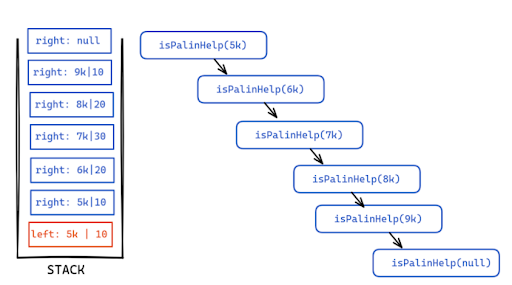 right: null
right: 9k|10
right: 8k|20
right: 7k|30
right: 6k|20
right: 5k|10
left: 5k | 10
STACK
isPalinHelp(5k)
isPalinHelp(6k)
isPalinHelp(7k)
isPalinHelp(8k)
isPalinHelp(9k)
isPalinHelp(null)